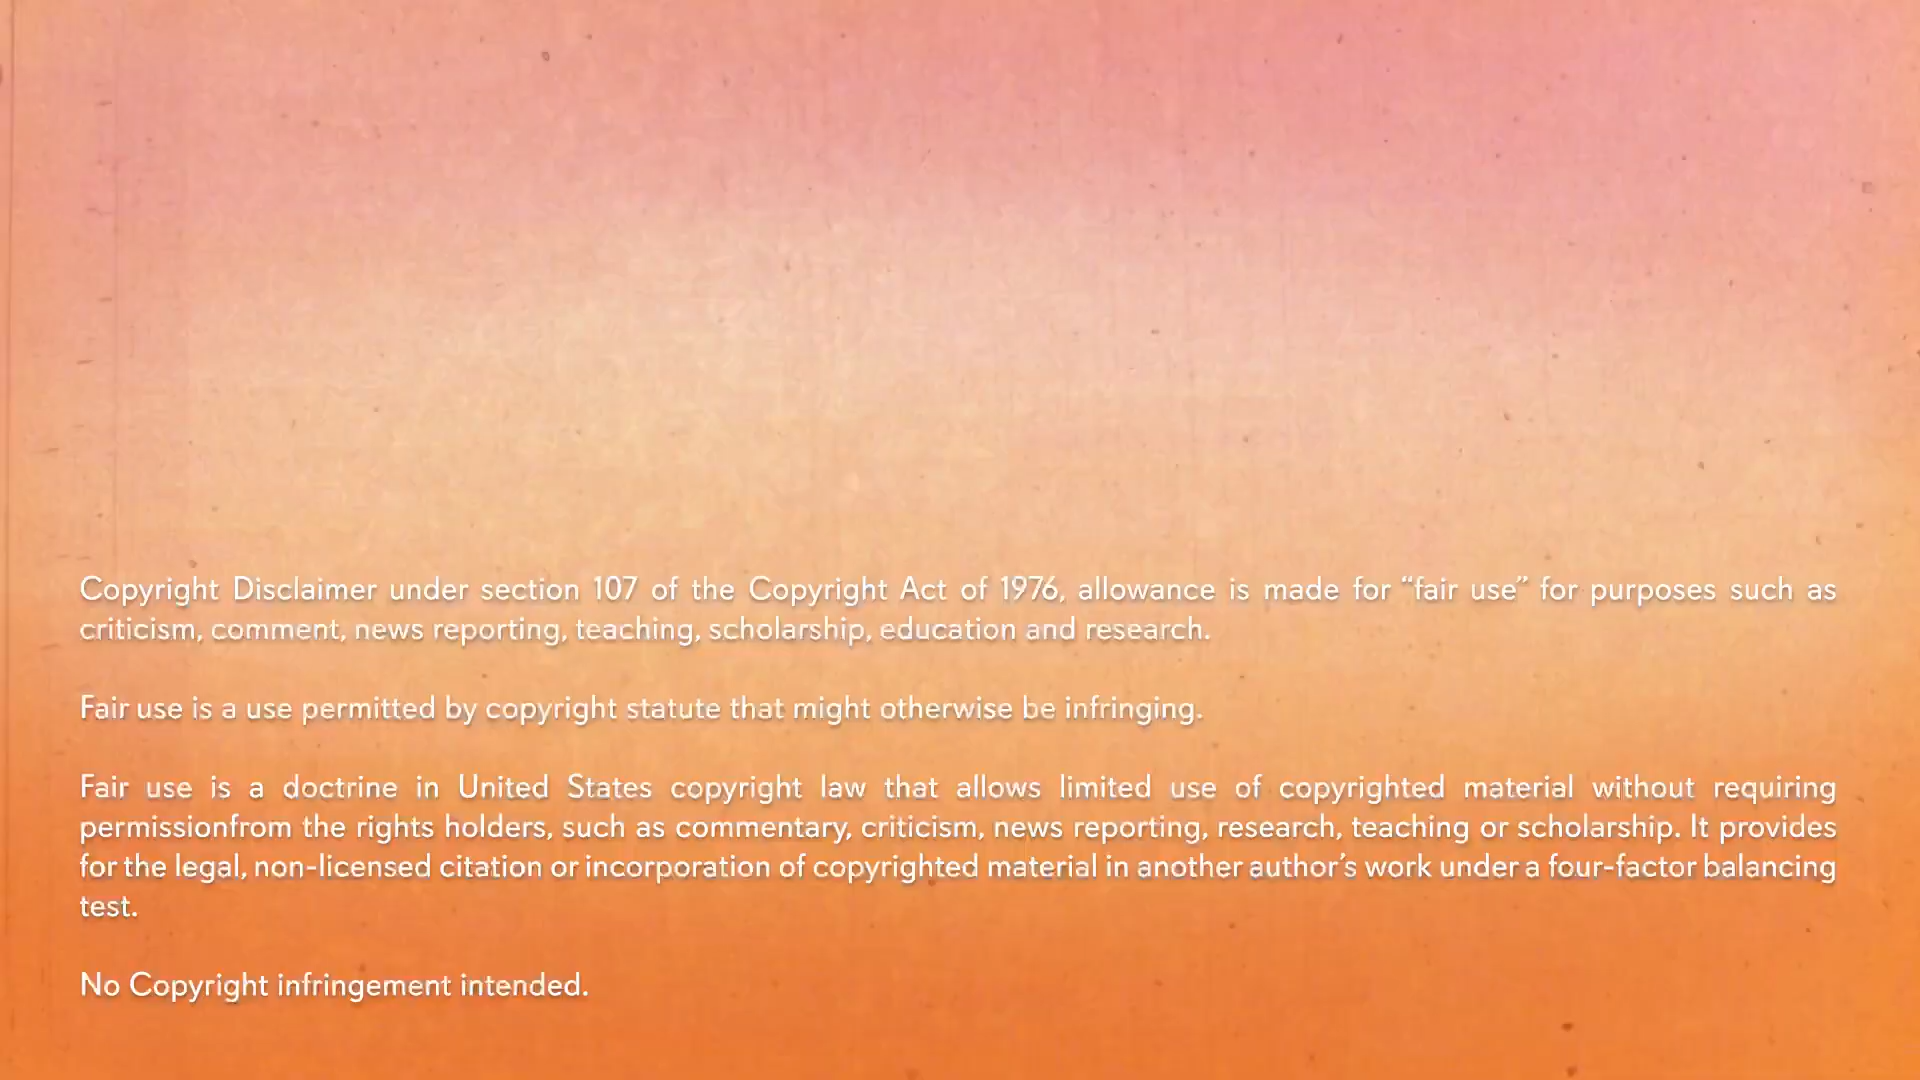 Copyright Disclaimer under section 107 of the Copyright Act of 1976, allowance is made for “fair use” for purposes such as
criticism, comment, news reporting, teaching, scholarship, education and research.
Fair use is a use permitted by copyright statute that might otherwise be infringing.
Fair use is a doctrine in United States copyright law that allows limited use of copyrighted material without requiring
permissionfrom the rights holders, such as commentary, criticism, news reporting, research, teaching or scholarship. It provides
for the legal, non-licensed citation or incorporation of copyrighted material in another author’s work under a four-factor balancing
test.
No Copyright infringement intended.